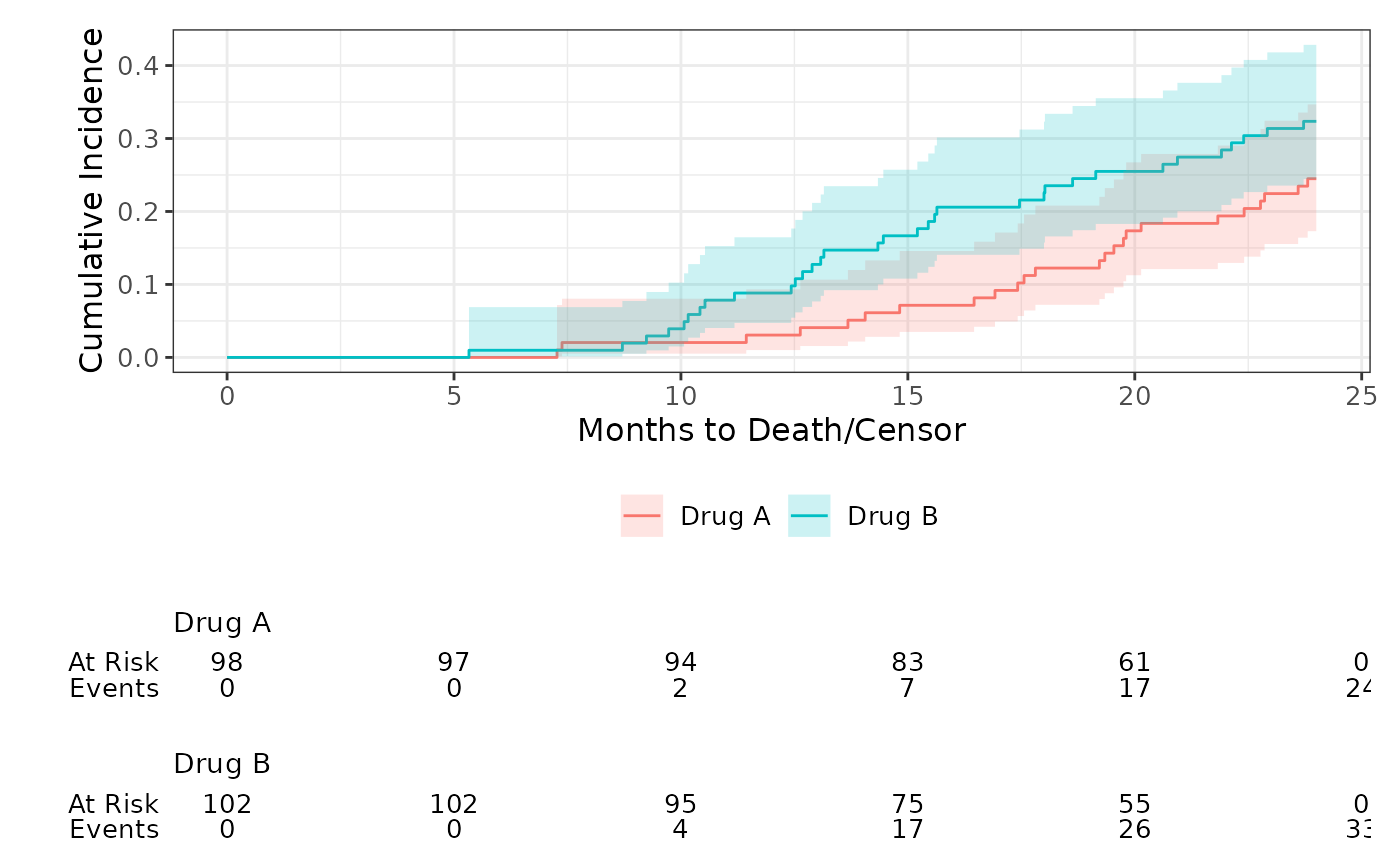 Cumulative Incidence
0.4
0.3
0.2
0.1
0.0
0 5 10 15 20 25
Months to Death/Censor
Drug A Drug B
Drug A
At Risk 98 97 94 83 61 0
Events 0 0 2 7 17 24
Drug B
At Risk 102 102 95 75 55 0
Events 0 0 4 17 26 33